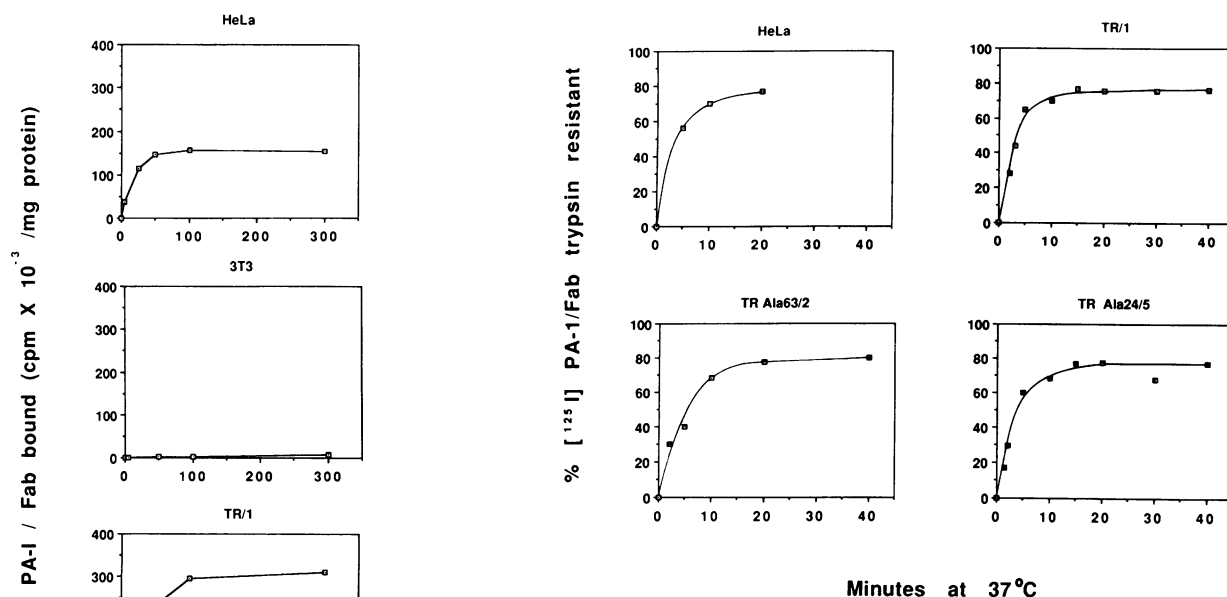 PA-I / Fab bound (cpm X 10⁻³ /mg protein)
HeLa
400
300
200
100
0
0 100 200 300
3T3
400
300
200
100
0
0 100 200 300
TR/1
400
300
% [¹²⁵I] PA-1/Fab trypsin resistant
HeLa
100
80
60
40
20
0
0 10 20 30 40
TR/1
100
80
60
40
20
0
0 10 20 30 40
TR Ala63/2
100
80
60
40
20
0
0 10 20 30 40
TR Ala24/5
100
80
60
40
20
0
0 10 20 30 40
Minutes at 37°C